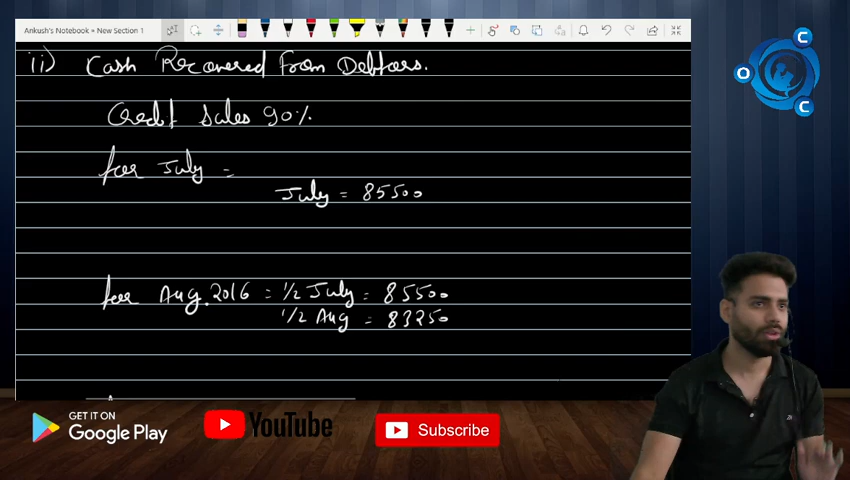 Ankush's Notebook » New Section 1
ii) Cash Recovered from Debtors.
Credit Sales 90%
for July =
July = 85500
for Aug. 2016 = 1/2 July = 85500
1/2 Aug = 83250
O C C
GET IT ON
Google Play
YouTube
Subscribe